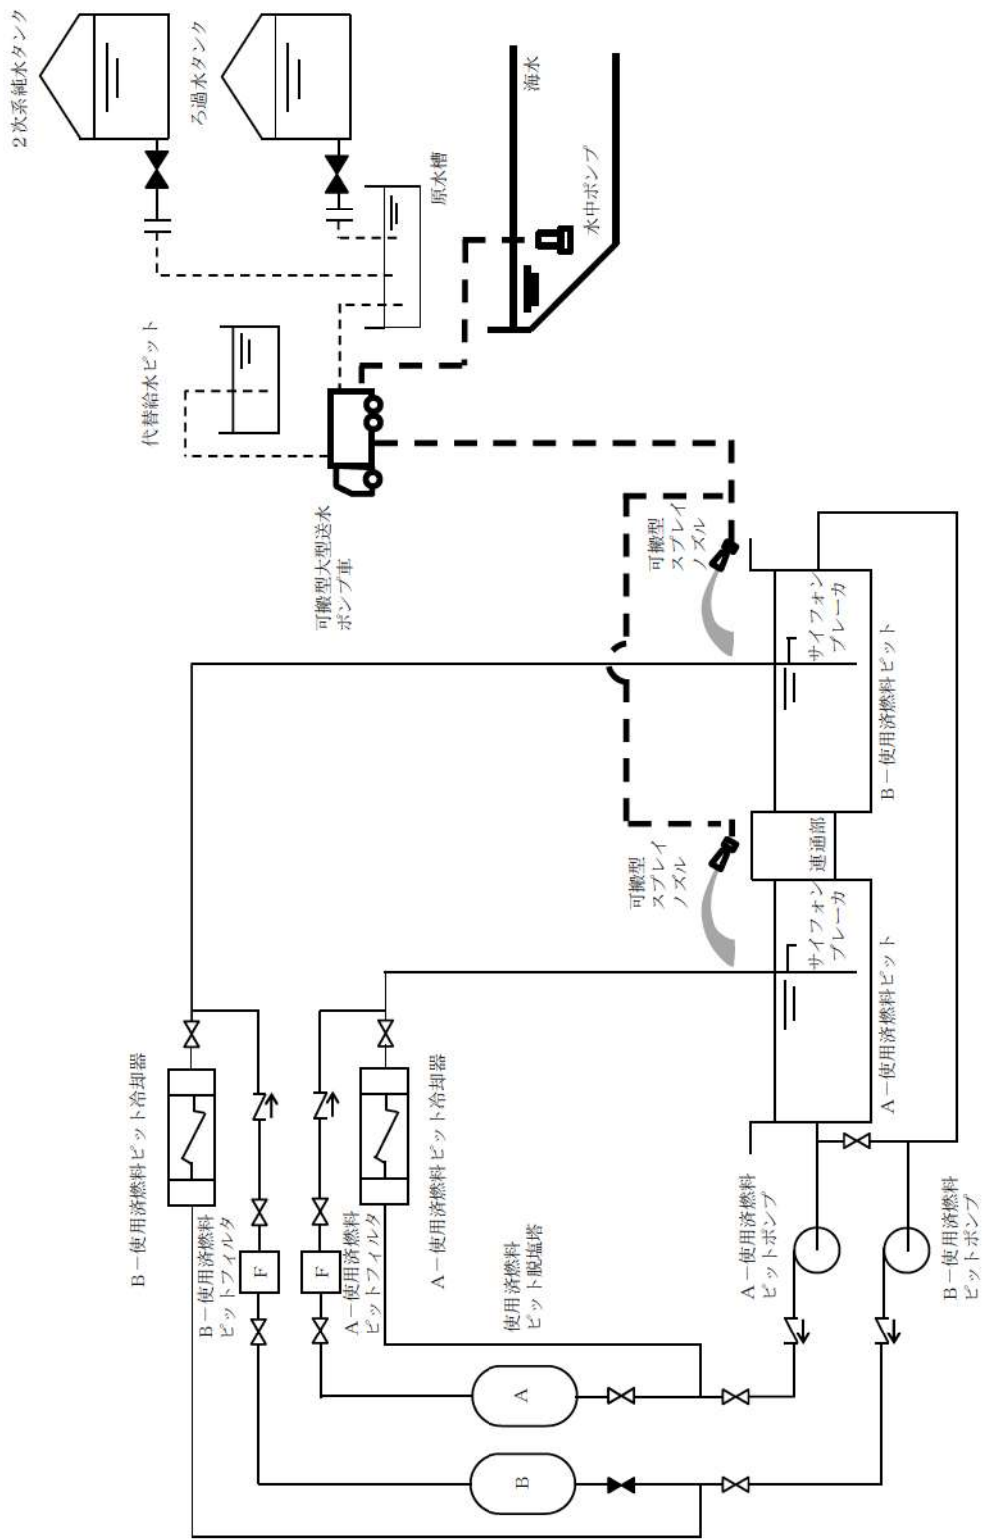 2次系純水タンク
ろ過水タンク
原水槽
海水
水中ポンプ
代替給水ピット
可搬型大型送水
ポンプ車
可搬型
スプレイ
ノズル
可搬型
スプレイ
ノズル
サイフォン
ブレーカ
B－使用済燃料ピット
連通部
サイフォン
ブレーカ
A－使用済燃料ピット
B－使用済燃料ピット冷却器
B－使用済燃料
ピットフィルタ
F
F
A－使用済燃料
ピットフィルタ
A－使用済燃料ピット冷却器
使用済燃料
ピット脱塩塔
A
B
A－使用済燃料
ピットポンプ
B－使用済燃料
ピットポンプ